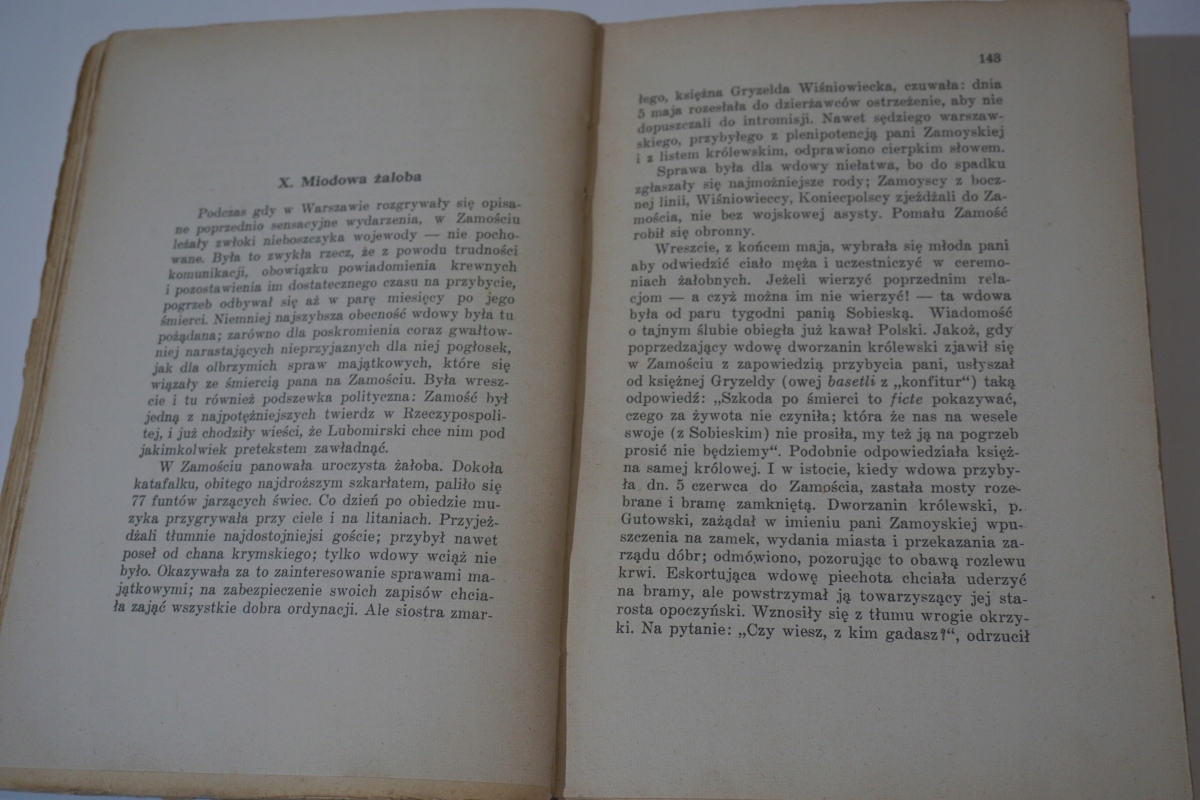 X. Miodowa żałoba
Podczas gdy w Warszawie rozgrywały się opisa-
ne poprzednio sensacyjne wydarzenia, w Zamościu
leżały zwłoki nieboszczyka wojewody — nie pocho-
wane. Była to zwykła rzecz, że z powodu trudności
komunikacji, obowiązku powiadomienia krewnych
i pozostawienia im dostatecznego czasu na przybycie,
pogrzeb odbywał się aż w parę miesięcy po jego
śmierci. Niemniej najszybsza obecność wdowy była tu
pożądana; zarówno dla poskromienia coraz gwałtow-
niej narastających nieprzyjaznych dla niej pogłosek,
jak dla olbrzymich spraw majątkowych, które się
wiązały ze śmiercią pana na Zamościu. Była wresz-
cie i tu również podszewka polityczna: Zamość był
jedną z najpotężniejszych twierdz w Rzeczypospoli-
tej, i już chodziły wieści, że Lubomirski chce nim pod
jakimkolwiek pretekstem zawładnąć.
W Zamościu panowała uroczysta żałoba. Dokoła
katafalku, obitego najdroższym szkarłatem, paliło się
77 funtów jarzących świec. Co dzień po obiedzie mu-
zyka przygrywała przy ciele i na litaniach. Przyjeż-
dżali tłumnie najdostojniejsi goście; przybył nawet
poseł od chana krymskiego; tylko wdowy wciąż nie
było. Okazywała za to zainteresowanie sprawami ma-
jątkowymi; na zabezpieczenie swoich zapisów chcia-
ła zająć wszystkie dobra ordynacji. Ale siostra zmar-
143
łego, księżna Gryzelda Wiśniowiecka, czuwała: dnia
5 maja rozesłała do dzierżawców ostrzeżenie, aby nie
dopuszczali do intromisji. Nawet sędziego warszaw-
skiego, przybyłego z plenipotencją pani Zamoyskiej
i z listem królewskim, odprawiono cierpkim słowem.
Sprawa była dla wdowy niełatwa, bo do spadku
zgłaszały się najmożniejsze rody; Zamoyscy z bocz-
nej linii, Wiśniowieccy, Koniecpolscy zjeżdżali do Za-
mościa, nie bez wojskowej asysty. Pomału Zamość
robił się obronny.
Wreszcie, z końcem maja, wybrała się młoda pani
aby odwiedzić ciało męża i uczestniczyć w ceremo-
niach żałobnych. Jeżeli wierzyć poprzednim rela-
cjom — a czyż można im nie wierzyć! — ta wdowa
była od paru tygodni panią Sobieską. Wiadomość
o tajnym ślubie obiegła już kawał Polski. Jakoż, gdy
poprzedzający wdowę dworzanin królewski zjawił się
w Zamościu z zapowiedzią przybycia pani, usłyszał
od księżnej Gryzeldy (owej basetli z „konfitur“) taką
odpowiedź: „Szkoda po śmierci to ficte pokazywać,
czego za żywota nie czyniła; która że nas na wesele
swoje (z Sobieskim) nie prosiła, my też ją na pogrzeb
prosić nie będziemy“. Podobnie odpowiedziała księż-
na samej królowej. I w istocie, kiedy wdowa przyby-
ła dn. 5 czerwca do Zamościa, zastała mosty roze-
brane i bramę zamkniętą. Dworzanin królewski, p.
Gutowski, zażądał w imieniu pani Zamoyskiej wpu-
szczenia na zamek, wydania miasta i przekazania za-
rządu dóbr; odmówiono, pozorując to obawą rozlewu
krwi. Eskortująca wdowę piechota chciała uderzyć
na bramy, ale powstrzymał ją towarzyszący jej sta-
rosta opoczyński. Wznosiły się z tłumu wrogie okrzy-
ki. Na pytanie: „Czy wiesz, z kim gadasz?“, odrzucił